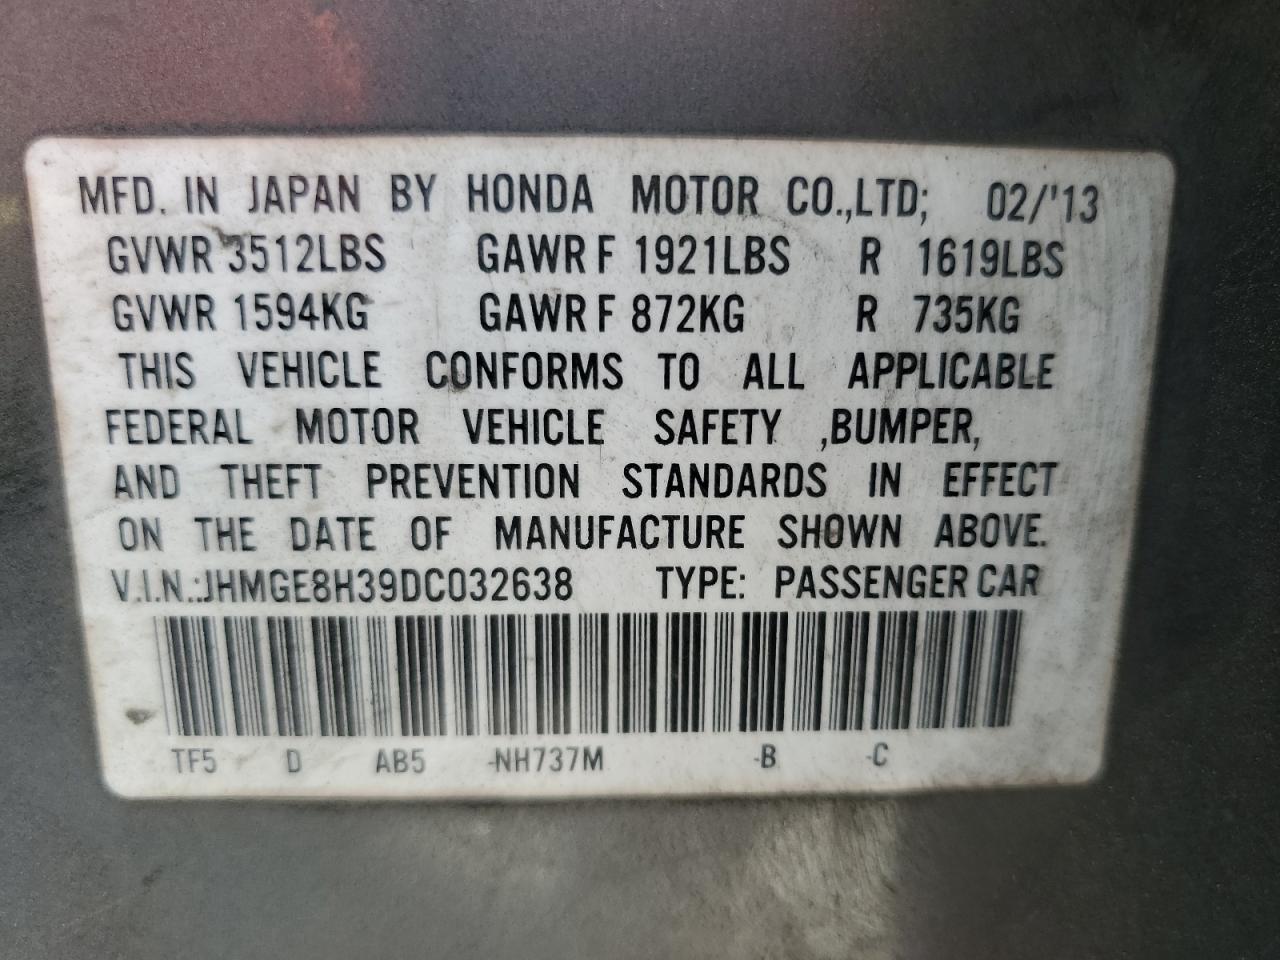 MFD. IN JAPAN BY HONDA MOTOR CO.,LTD; 02/'13
GVWR 3512LBS GAWR F 1921LBS R 1619LBS
GVWR 1594KG GAWR F 872KG R 735KG
THIS VEHICLE CONFORMS TO ALL APPLICABLE
FEDERAL MOTOR VEHICLE SAFETY ,BUMPER,
AND THEFT PREVENTION STANDARDS IN EFFECT
ON THE DATE OF MANUFACTURE SHOWN ABOVE.
V.I.N.:JHMGE8H39DC032638 TYPE: PASSENGER CAR
TF5 D AB5 -NH737M -B -C